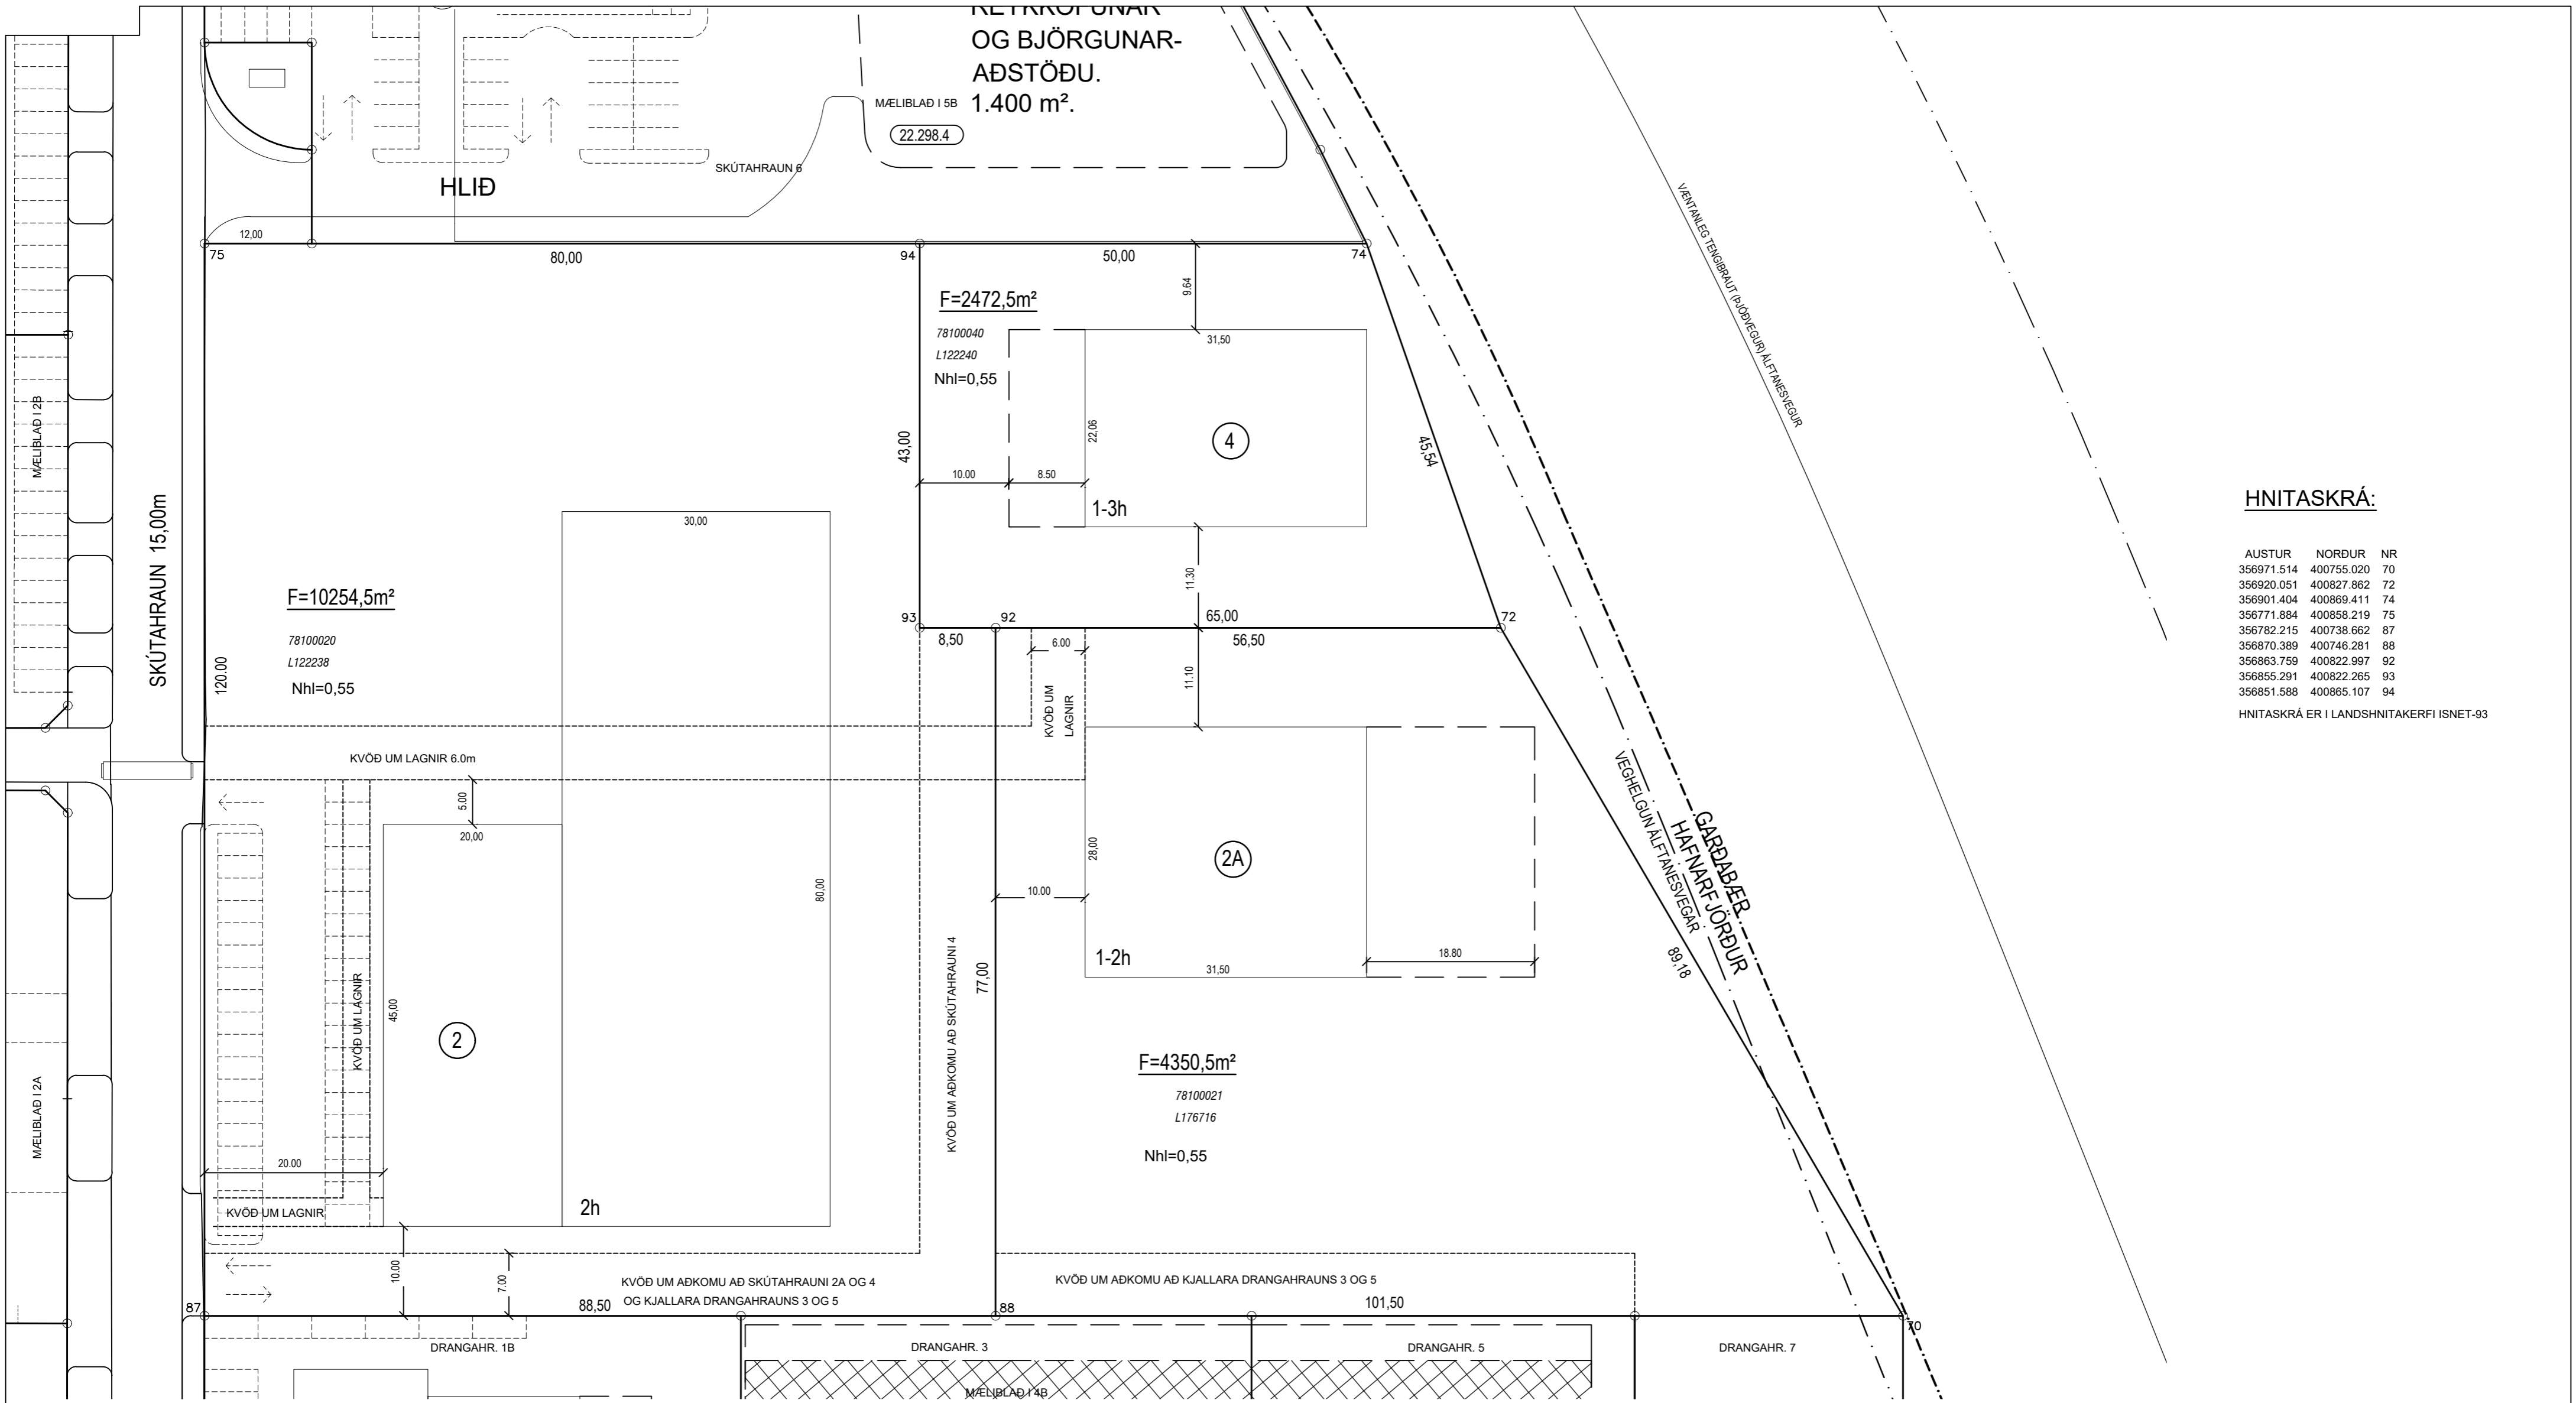 OG BJÖRGUNAR-
AÐSTÖÐU.
1.400 m².
MÆLIBLAÐ I 5B
22.298.4
SKÚTAHRAUN 6
HLIÐ
12,00
75
80,00
94
50,00
74
F=2472,5m²
78100040
L122240
Nhl=0,55
9.64
31,50
22,06
4
43,00
10.00
8.50
1-3h
45,54
11.30
93
92
65,00
72
8,50
56,50
6.00
11.10
KVÖÐ UM
LAGNIR
VÆNTANLEG TENGIBRAUT (ÞJÓÐVEGUR) ÁLFTANESVEGUR
MÆLIBLAÐ I 2B
SKÚTAHRAUN 15,00m
30,00
F=10254,5m²
78100020
L122238
Nhl=0,55
120.00
KVÖÐ UM LAGNIR 6.0m
5.00
20,00
80,00
45,00
KVÖÐ UM LAGNIR
2
20.00
2h
KVÖÐ UM LAGNIR
10.00
7.00
KVÖÐ UM AÐKOMU AÐ SKÚTAHRAUNI 4
77,00
28,00
2A
10.00
1-2h
31,50
18.80
F=4350,5m²
78100021
L176716
Nhl=0,55
VEGHELGUN ÁLFTANESVEGAR
HAFNARFJÖRÐUR
GARÐABÆR
89,18
MÆLIBLAÐ I 2A
KVÖÐ UM AÐKOMU AÐ SKÚTAHRAUNI 2A OG 4
OG KJALLARA DRANGAHRAUNS 3 OG 5
KVÖÐ UM AÐKOMU AÐ KJALLARA DRANGAHRAUNS 3 OG 5
87
88,50
88
101,50
70
DRANGAHR. 1B
DRANGAHR. 3
DRANGAHR. 5
DRANGAHR. 7
MÆLIBLAÐ I 4B
HNITASKRÁ:
AUSTUR NORÐUR NR
356971.514 400755.020 70
356920.051 400827.862 72
356901.404 400869.411 74
356771.884 400858.219 75
356782.215 400738.662 87
356870.389 400746.281 88
356863.759 400822.997 92
356855.291 400822.265 93
356851.588 400865.107 94
HNITASKRÁ ER I LANDSHNITAKERFI ISNET-93